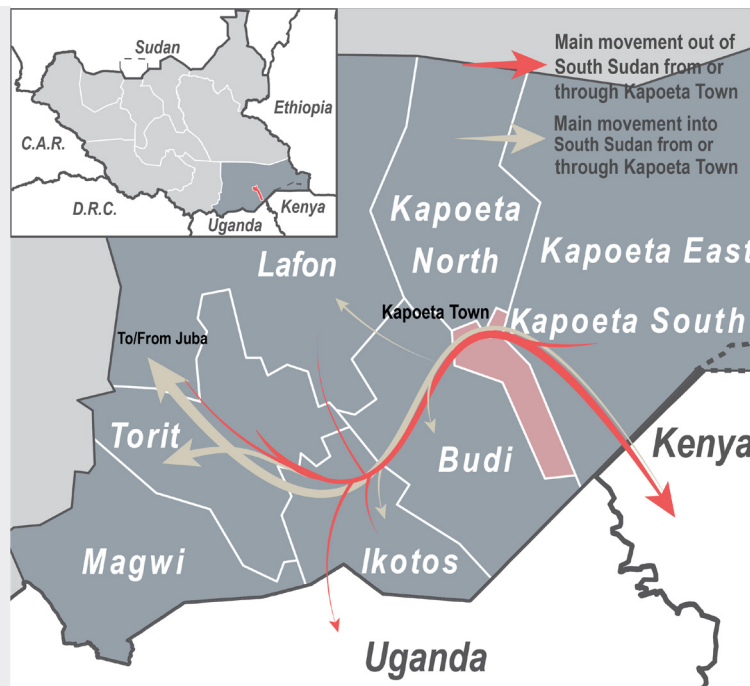 Sudan
Ethiopia
C.A.R.
D.R.C.
Kenya
Uganda
Main movement out of
South Sudan from or
through Kapoeta Town
Main movement into
South Sudan from or
through Kapoeta Town
Kapoeta
North
Kapoeta East
Lafon
Kapoeta Town
Kapoeta South
To/From Juba
Torit
Budi
Kenya
Magwi
Ikotos
Uganda